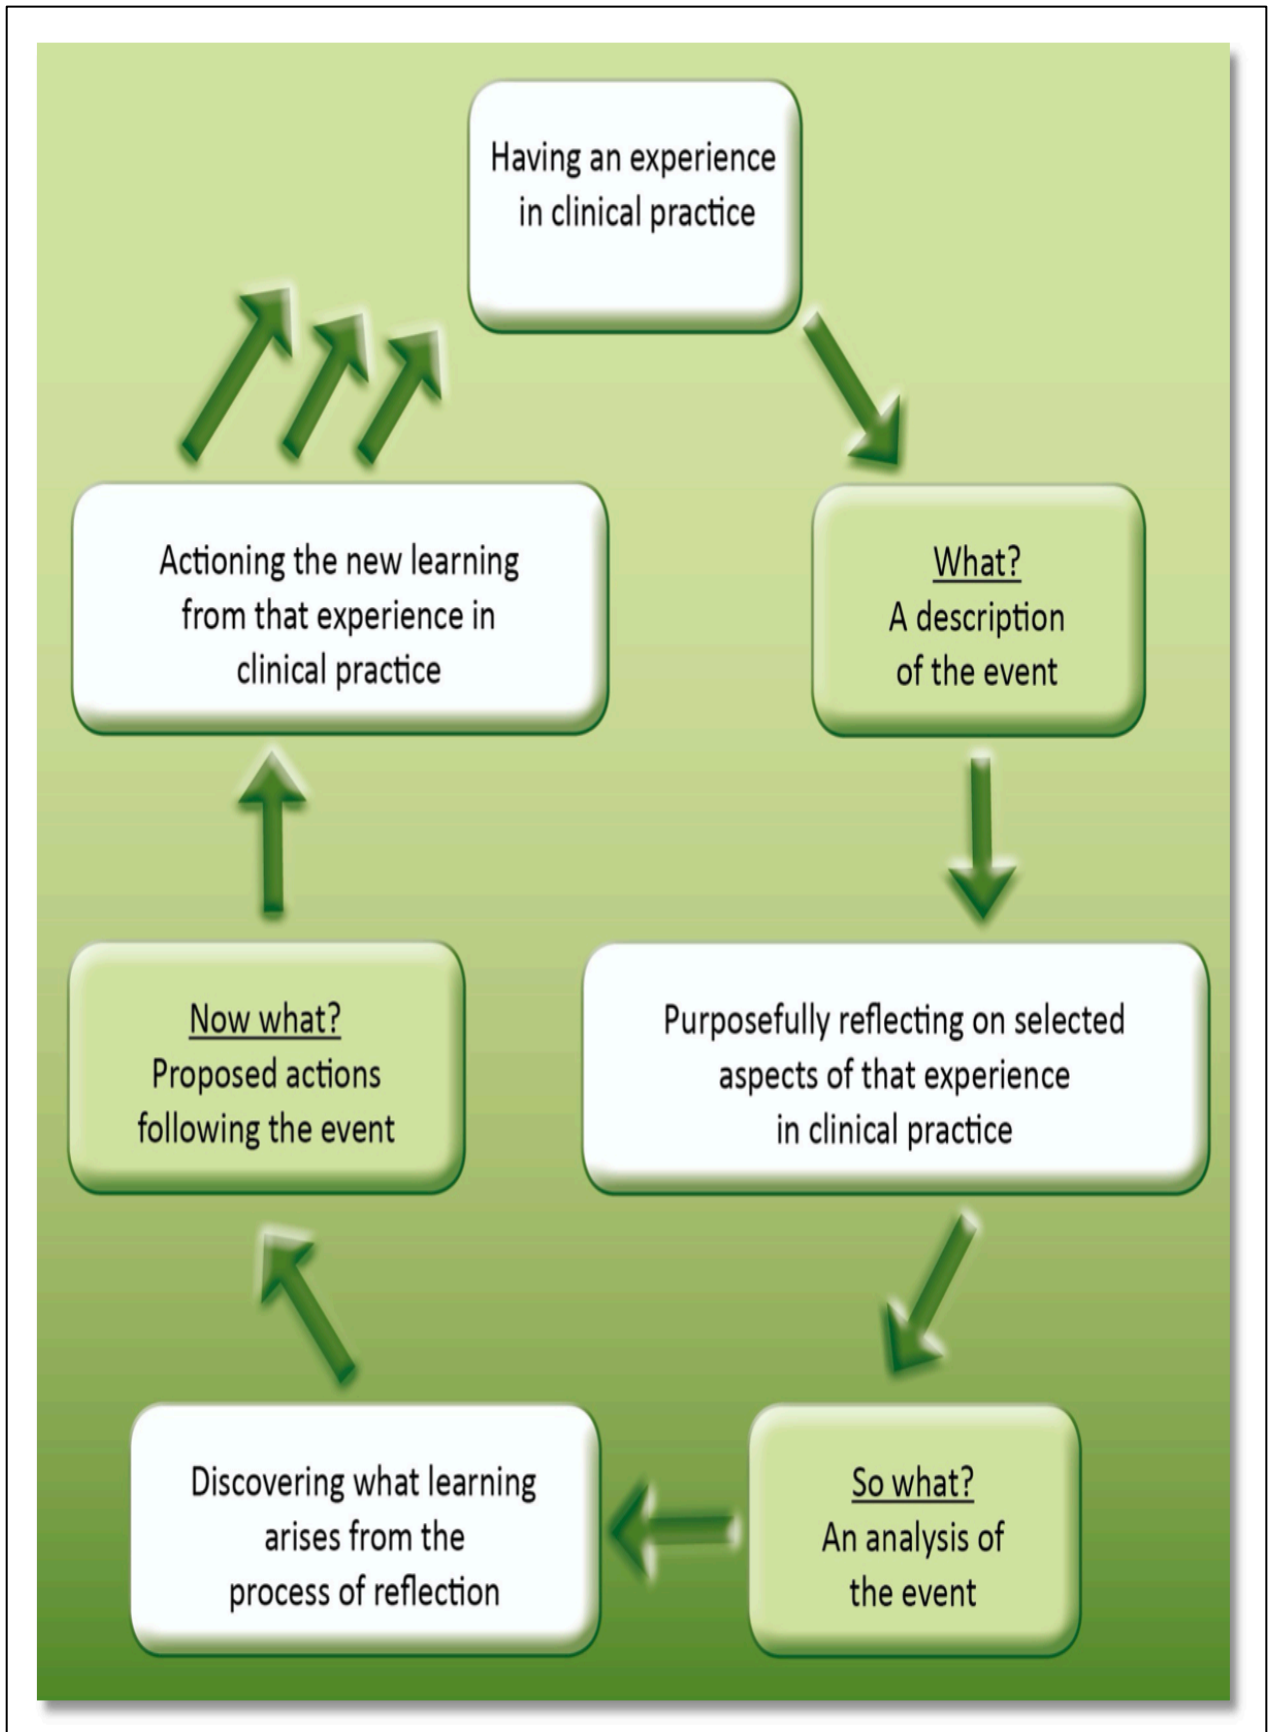 Having an experience
in clinical practice
What?
A description
of the event
Purposefully reflecting on selected
aspects of that experience
in clinical practice
So what?
An analysis of
the event
Discovering what learning
arises from the
process of reflection
Now what?
Proposed actions
following the event
Actioning the new learning
from that experience in
clinical practice